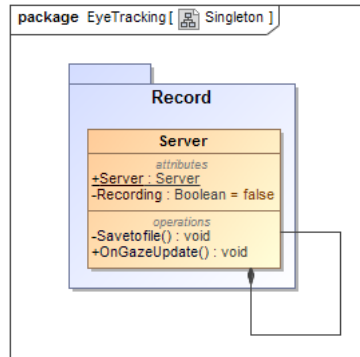 package EyeTracking [ Singleton ]
Record
Server
attributes
+Server : Server
-Recording : Boolean = false
operations
-Savetofile() : void
+OnGazeUpdate() : void